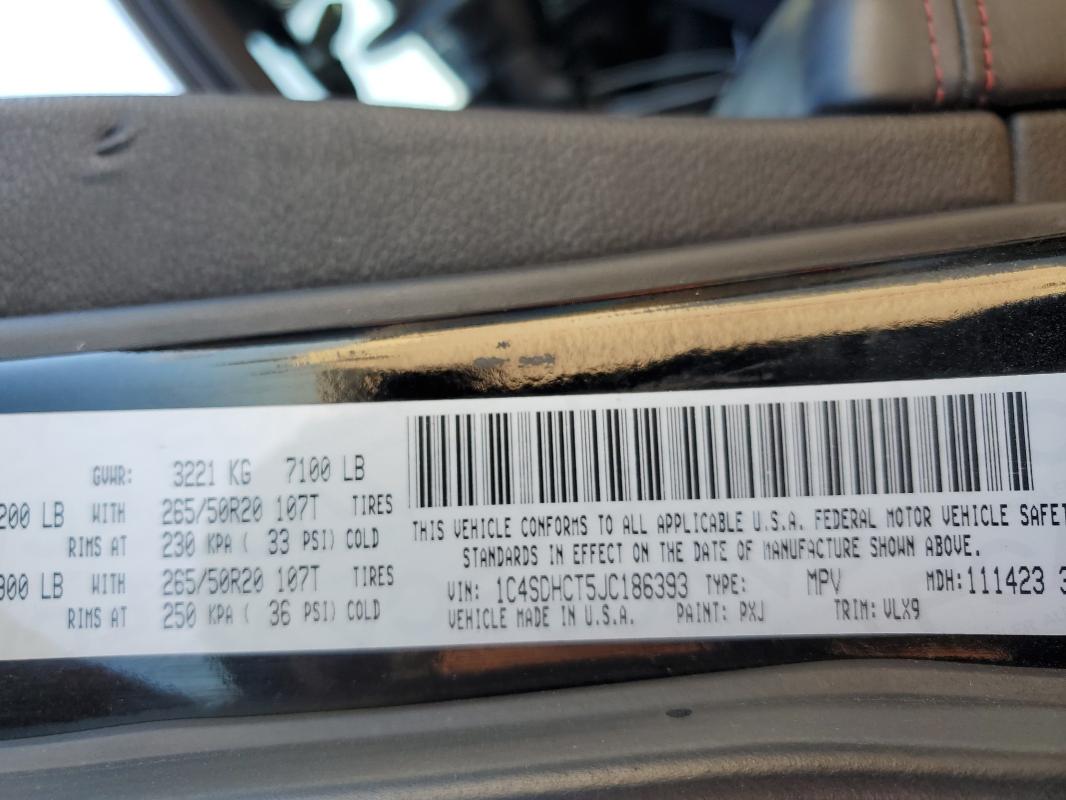 GVWR: 3221 KG 7100 LB
200 LB WITH 265/50R20 107T TIRES
RIMS AT 230 KPA ( 33 PSI) COLD
900 LB WITH 265/50R20 107T TIRES
RIMS AT 250 KPA ( 36 PSI) COLD
THIS VEHICLE CONFORMS TO ALL APPLICABLE U.S.A. FEDERAL MOTOR VEHICLE SAFET
STANDARDS IN EFFECT ON THE DATE OF MANUFACTURE SHOWN ABOVE.
VIN: 1C4SDHCT5JC186393 TYPE: MPV MDH:111423 3
VEHICLE MADE IN U.S.A. PAINT: PXJ TRIM: VLX9